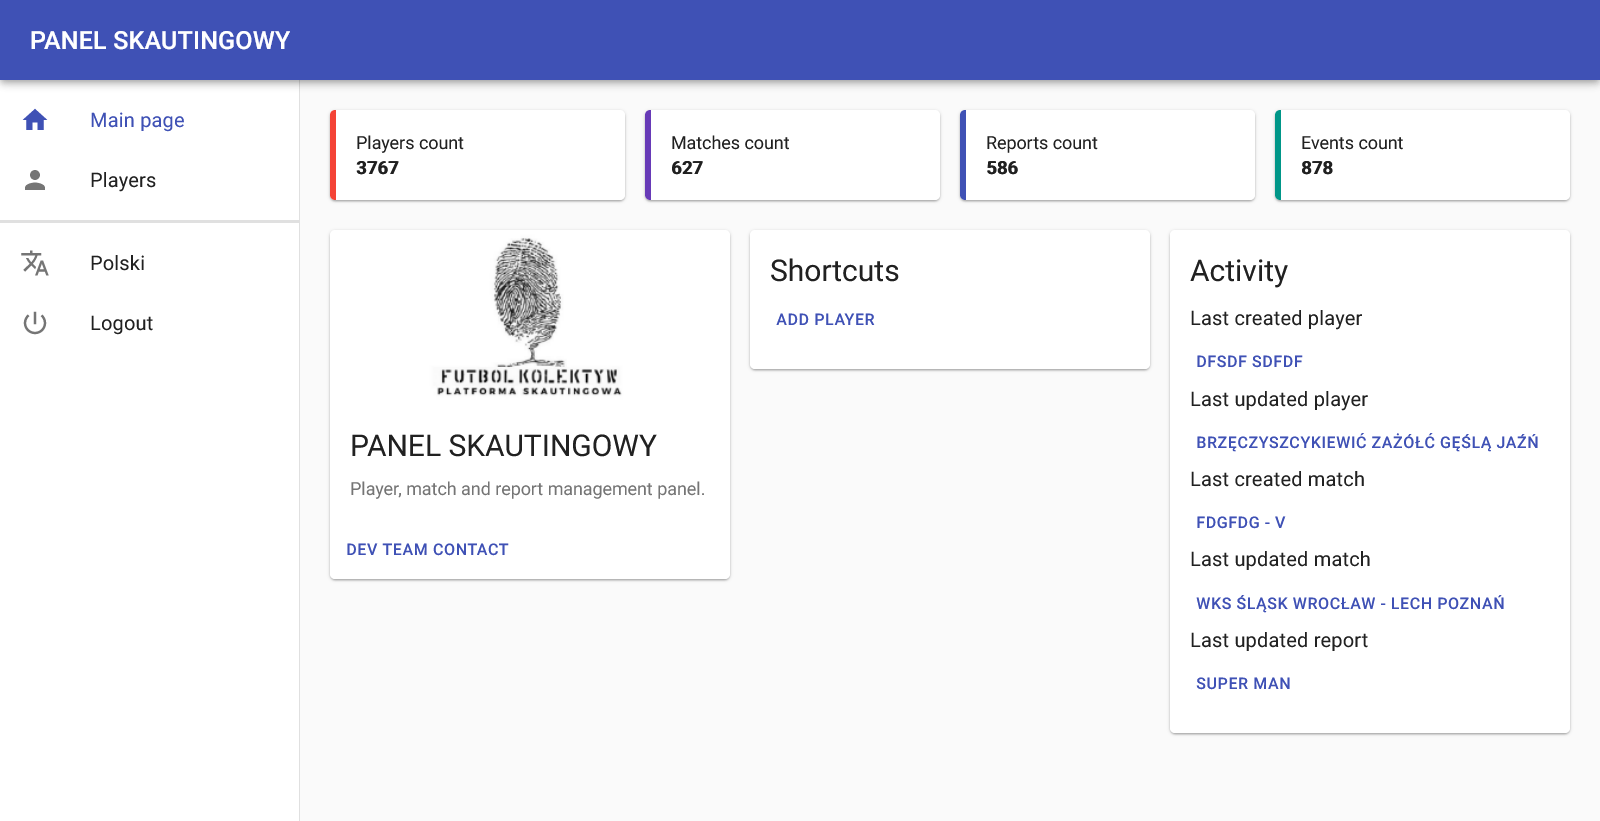 PANEL SKAUTINGOWY
Main page
Players
Polski
Logout
Players count
3767
Matches count
627
Reports count
586
Events count
878
FUTBOL KOLEKTYW
PLATFORMA SKAUTINGOWA
PANEL SKAUTINGOWY
Player, match and report management panel.
DEV TEAM CONTACT
Shortcuts
ADD PLAYER
Activity
Last created player
DFSDF SDFDF
Last updated player
BRZĘCZYSZCYKIEWIĆ ZAŻÓŁĆ GĘŚLĄ JAŹŃ
Last created match
FDGFDG - V
Last updated match
WKS ŚLĄSK WROCŁAW - LECH POZNAŃ
Last updated report
SUPER MAN